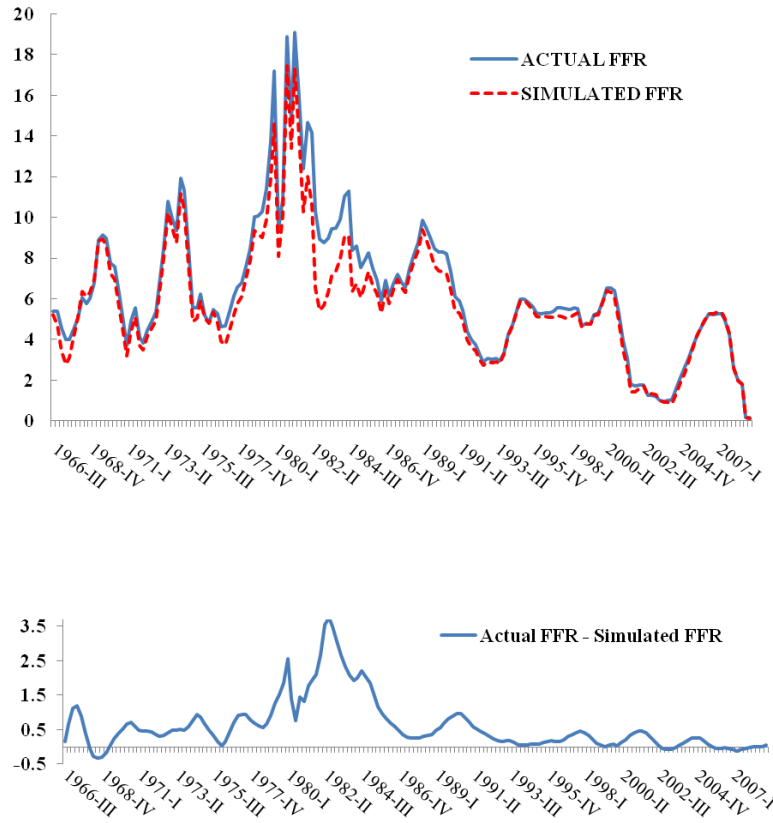 20
18
16
14
12
10
8
6
4
2
0
ACTUAL FFR
SIMULATED FFR
1966-III
1968-IV
1971-I
1973-II
1975-III
1977-IV
1980-I
1982-II
1984-III
1986-IV
1989-I
1991-II
1993-III
1995-IV
1998-I
2000-II
2002-III
2004-IV
2007-I
3.5
2.5
1.5
0.5
-0.5
Actual FFR - Simulated FFR
1966-III
1968-IV
1971-I
1973-II
1975-III
1977-IV
1980-I
1982-II
1984-III
1986-IV
1989-I
1991-II
1993-III
1995-IV
1998-I
2000-II
2002-III
2004-IV
2007-I